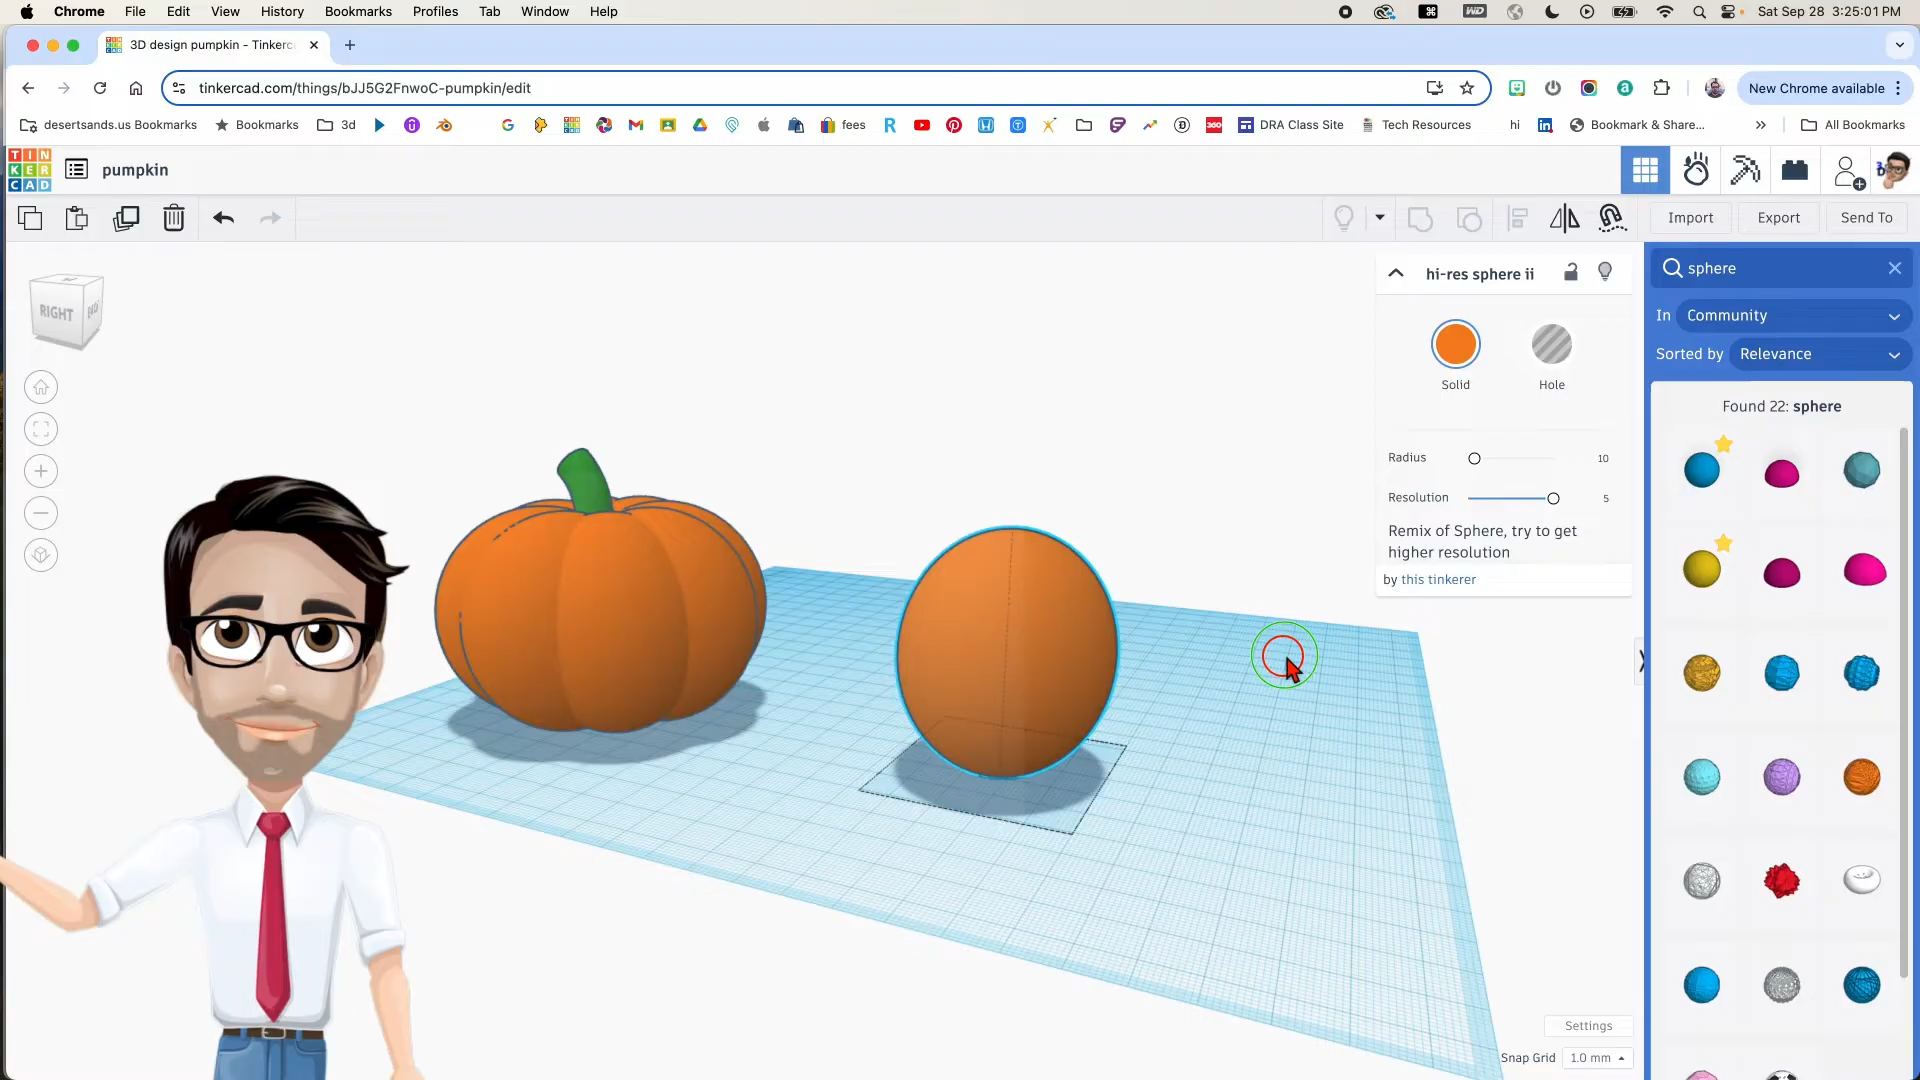 Chrome File Edit View History Bookmarks Profiles Tab Window Help
WD
Sat Sep 28 3:25:01 PM
3D design pumpkin - Tinkerc
tinkercad.com/things/bJJ5G2FnwoC-pumpkin/edit
New Chrome available
desertsands.us Bookmarks Bookmarks 3d fees DRA Class Site Tech Resources hi Bookmark & Share... All Bookmarks
TIN
KER
CAD
pumpkin
Import Export Send To
RIGHT
hi-res sphere ii
Solid Hole
Radius 10
Resolution 5
Remix of Sphere, try to get
higher resolution
by this tinkerer
sphere
In Community
Sorted by Relevance
Found 22: sphere
Settings
Snap Grid 1.0 mm